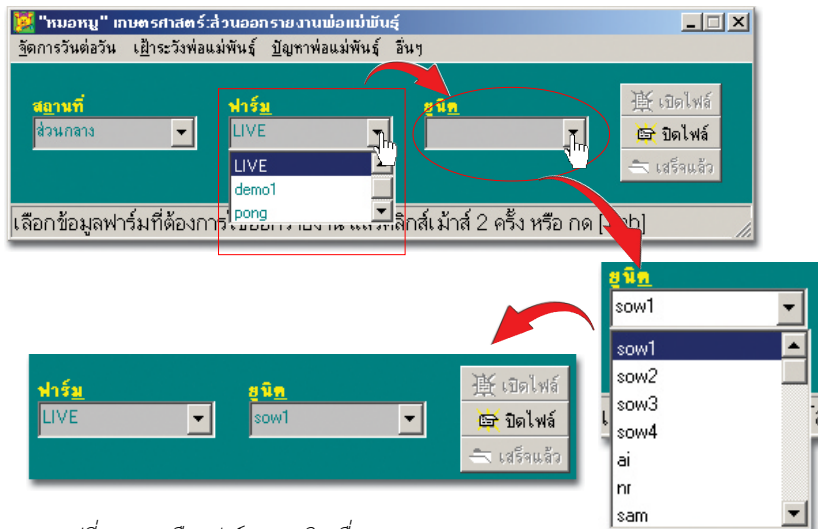 "หมอหมู" เกษตรศาสตร์:ส่วนออกรายงานพ่อแม่พันธุ์
จัดการวันต่อวัน เฝ้าระวังพ่อแม่พันธุ์ ปัญหาพ่อแม่พันธุ์ อื่นๆ
สถานที่ ฟาร์ม ยูนิต
ส่วนกลาง LIVE
เปิดไฟล์
ปิดไฟล์
เสร็จแล้ว
LIVE
demo1
pong
เลือกข้อมูลฟาร์มที่ต้องการ คลิกส์เม้าส์ 2 ครั้ง หรือ กด
ยูนิต
sow1
sow1
sow2
sow3
sow4
ai
nr
sam
ฟาร์ม ยูนิต
LIVE sow1
เปิดไฟล์
ปิดไฟล์
เสร็จแล้ว